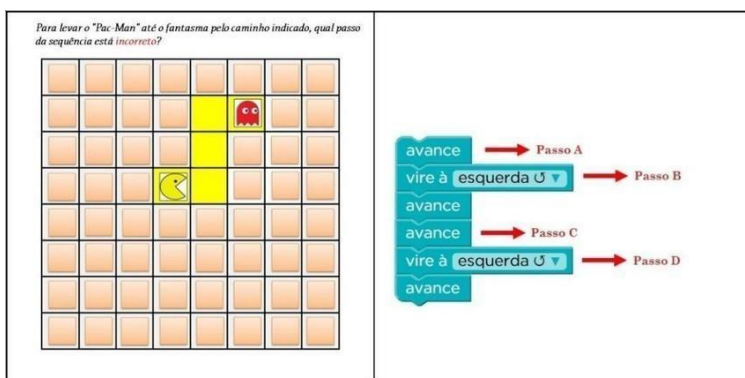 Para levar o "Pac-Man" até o fantasma pelo caminho indicado, qual passo
da sequência está incorreto?
avance
Passo A
vire à esquerda ↺ ▼
Passo B
avance
avance
Passo C
vire à esquerda ↺ ▼
Passo D
avance